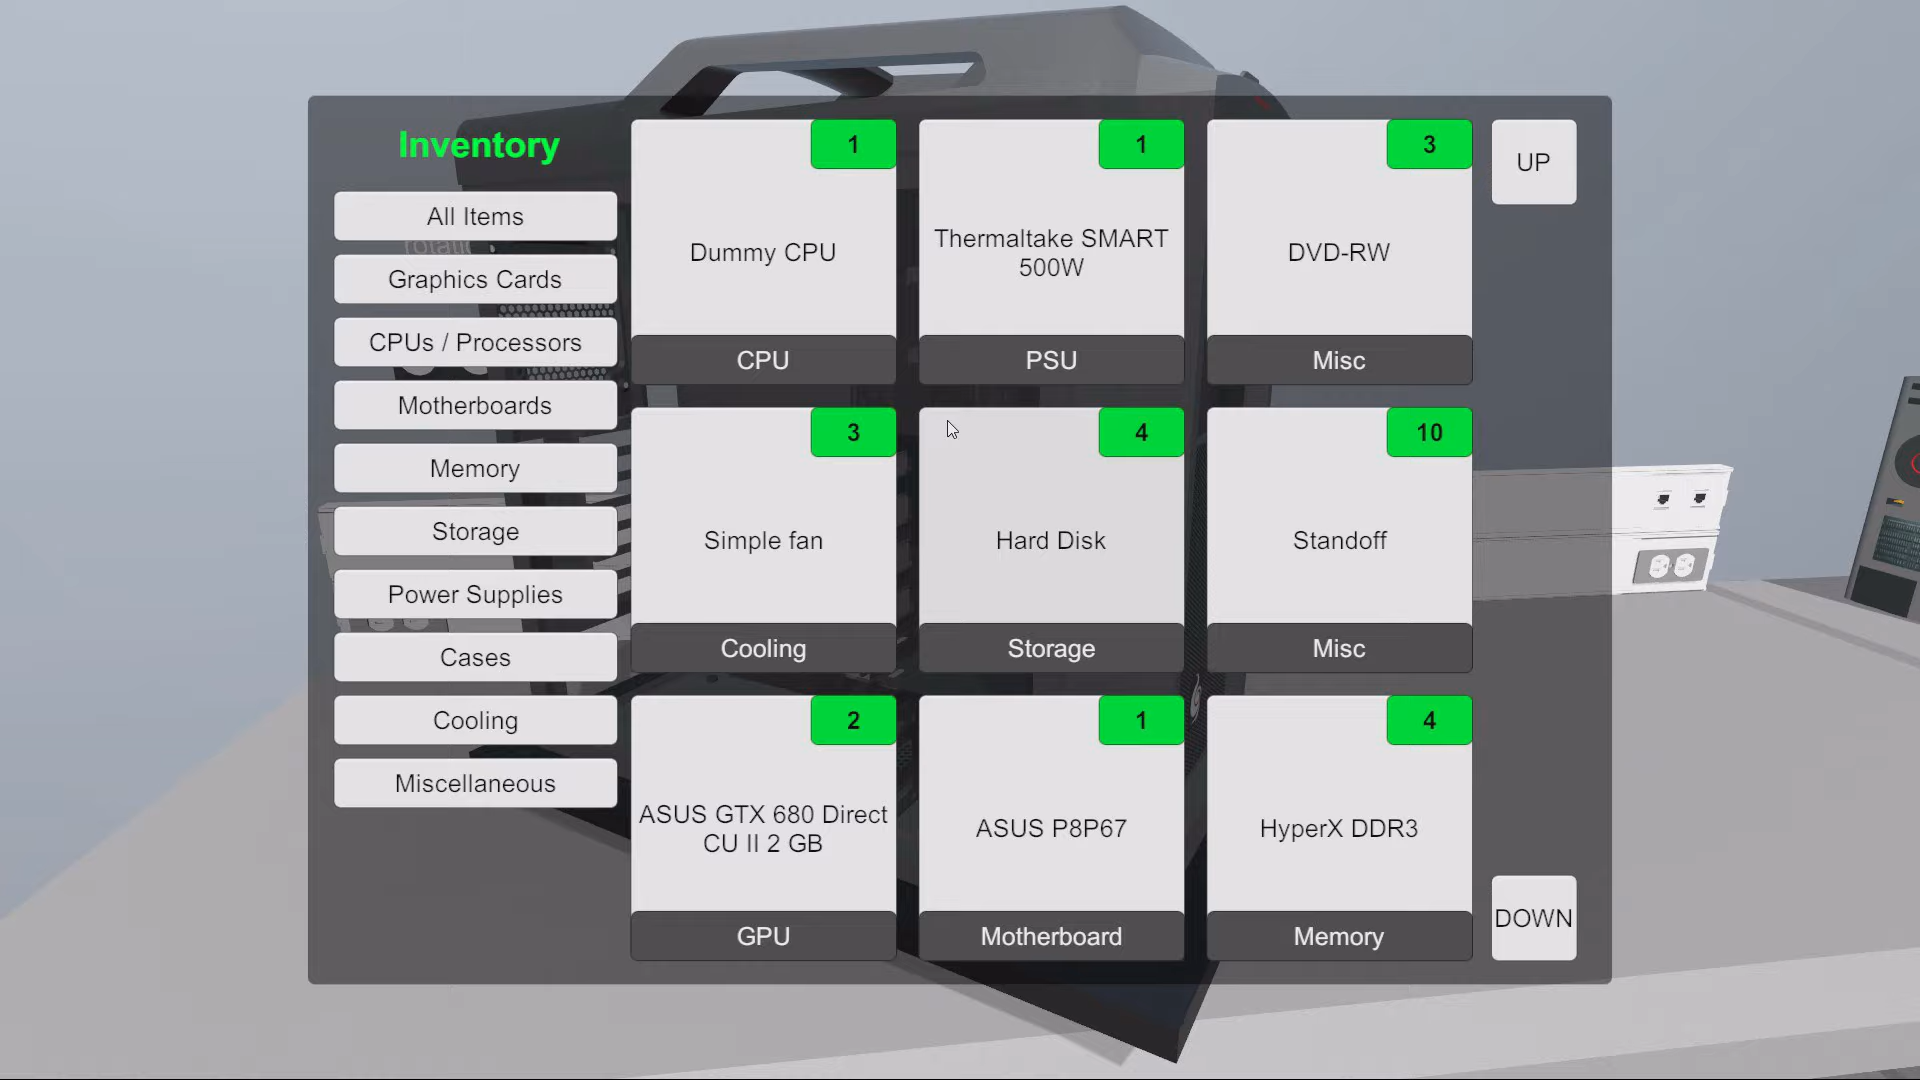 Inventory
All Items
Graphics Cards
CPUs / Processors
Motherboards
Memory
Storage
Power Supplies
Cases
Cooling
Miscellaneous
1
Dummy CPU
CPU
1
Thermaltake SMART
500W
PSU
3
DVD-RW
Misc
3
Simple fan
Cooling
4
Hard Disk
Storage
10
Standoff
Misc
2
ASUS GTX 680 Direct
CU II 2 GB
GPU
1
ASUS P8P67
Motherboard
4
HyperX DDR3
Memory
UP
DOWN